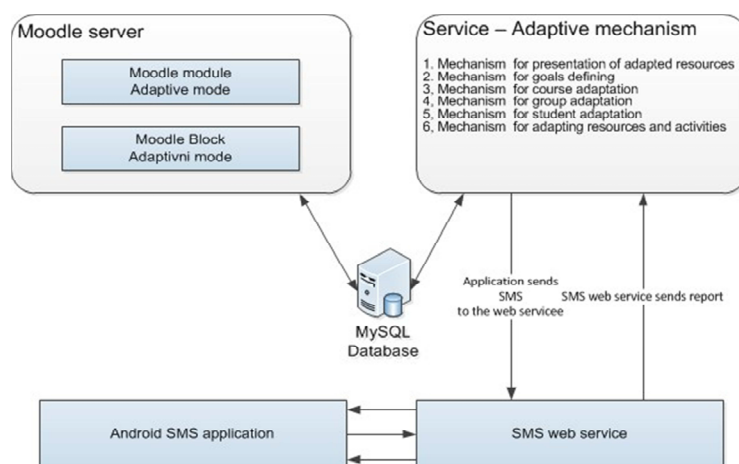 Moodle server
Moodle module
Adaptive mode
Moodle Block
Adaptivni mode
Service – Adaptive mechanism
1. Mechanism for presentation of adapted resources
2. Mechanism for goals defining
3, Mechanism for course adaptation
4, Mechanism for group adaptation
5, Mechanism for student adaptation
6, Mechanism for adapting resources and activities
MySQL
Database
Application sends
SMS
to the web servicee
SMS web service sends report
Android SMS application
SMS web service